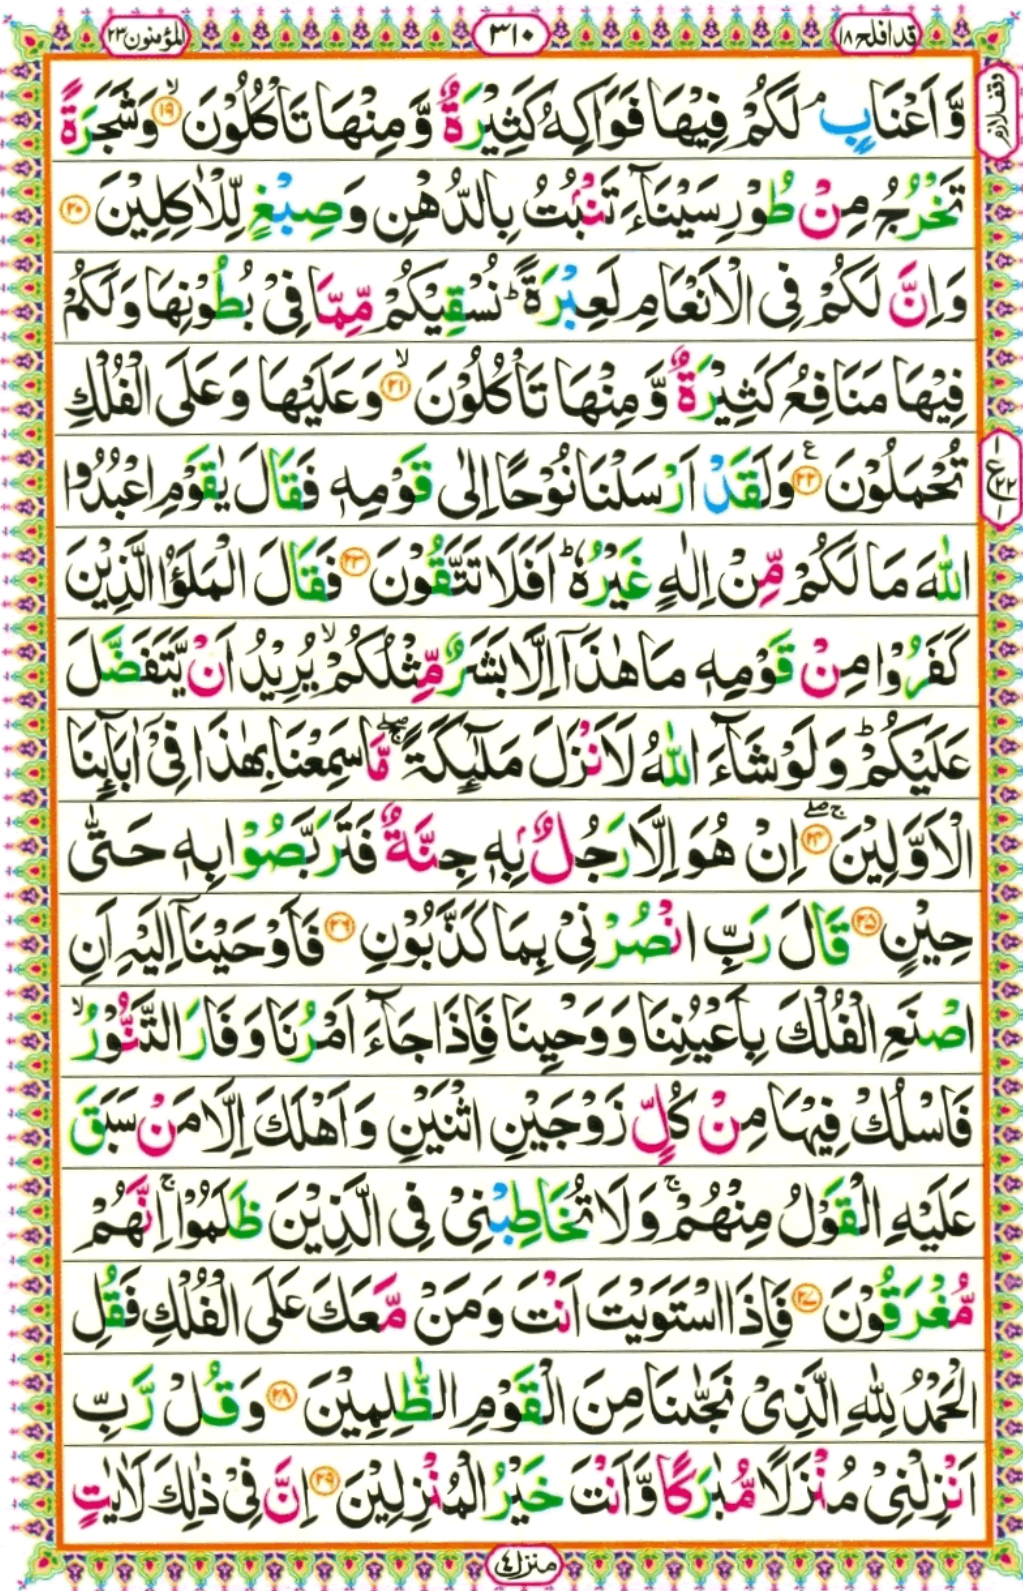 قد افلح ١٨
٣١٠
المؤمنون ٢٣
وقف لازم
وَّ اَعْنَابٍ ۘ لَكُمْ فِيْهَا فَوَاكِهُ كَثِيْرَةٌ وَّ مِنْهَا تَاْكُلُوْنَ ۙ﴿۱۹﴾ وَشَجَرَةً
تَخْرُجُ مِنْ طُوْرِ سَيْنَآءَ تَنْۢبُتُ بِالدُّهْنِ وَصِبْغٍ لِّلْاٰكِلِيْنَ ﴿۲۰﴾
وَاِنَّ لَكُمْ فِى الْاَنْعَامِ لَعِبْرَةً ؕ نُسْقِيْكُمْ مِّمَّا فِىْ بُطُوْنِهَا وَلَكُمْ
فِيْهَا مَنَافِعُ كَثِيْرَةٌ وَّ مِنْهَا تَاْكُلُوْنَ ۙ﴿۲۱﴾ وَعَلَيْهَا وَعَلَى الْفُلْكِ
تُحْمَلُوْنَ ﴿۲۲﴾ وَلَقَدْ اَرْسَلْنَا نُوْحًا اِلٰى قَوْمِهٖ فَقَالَ يٰقَوْمِ اعْبُدُوا
اللّٰهَ مَا لَكُمْ مِّنْ اِلٰهٍ غَيْرُهٗ ؕ اَفَلَا تَتَّقُوْنَ ﴿۲۳﴾ فَقَالَ الْمَلَؤُا الَّذِيْنَ
كَفَرُوْا مِنْ قَوْمِهٖ مَا هٰذَاۤ اِلَّا بَشَرٌ مِّثْلُكُمْ ۙ يُرِيْدُ اَنْ يَّتَفَضَّلَ
عَلَيْكُمْ ؕ وَلَوْ شَآءَ اللّٰهُ لَاَنْزَلَ مَلٰٓئِكَةً ۖۚ مَّا سَمِعْنَا بِهٰذَا فِىْۤ اٰبَآئِنَا
الْاَوَّلِيْنَ ۖۚ﴿۲۴﴾ اِنْ هُوَ اِلَّا رَجُلٌۢ بِهٖ جِنَّةٌ فَتَرَبَّصُوْا بِهٖ حَتّٰى
حِيْنٍ ﴿۲۵﴾ قَالَ رَبِّ انْصُرْنِىْ بِمَا كَذَّبُوْنِ ﴿۲۶﴾ فَاَوْحَيْنَاۤ اِلَيْهِ اَنِ
اصْنَعِ الْفُلْكَ بِاَعْيُنِنَا وَوَحْيِنَا فَاِذَا جَآءَ اَمْرُنَا وَفَارَ التَّنُّوْرُ ۙ
فَاسْلُكْ فِيْهَا مِنْ كُلٍّ زَوْجَيْنِ اثْنَيْنِ وَاَهْلَكَ اِلَّا مَنْ سَبَقَ
عَلَيْهِ الْقَوْلُ مِنْهُمْ ۚ وَلَا تُخَاطِبْنِىْ فِى الَّذِيْنَ ظَلَمُوْا ۚ اِنَّهُمْ
مُّغْرَقُوْنَ ﴿۲۷﴾ فَاِذَا اسْتَوَيْتَ اَنْتَ وَمَنْ مَّعَكَ عَلَى الْفُلْكِ فَقُلِ
الْحَمْدُ لِلّٰهِ الَّذِىْ نَجّٰىنَا مِنَ الْقَوْمِ الظّٰلِمِيْنَ ﴿۲۸﴾ وَقُلْ رَّبِّ
اَنْزِلْنِىْ مُنْزَلًا مُّبٰرَكًا وَّاَنْتَ خَيْرُ الْمُنْزِلِيْنَ ﴿۲۹﴾ اِنَّ فِىْ ذٰلِكَ لَاٰيٰتٍ
منزل ٤